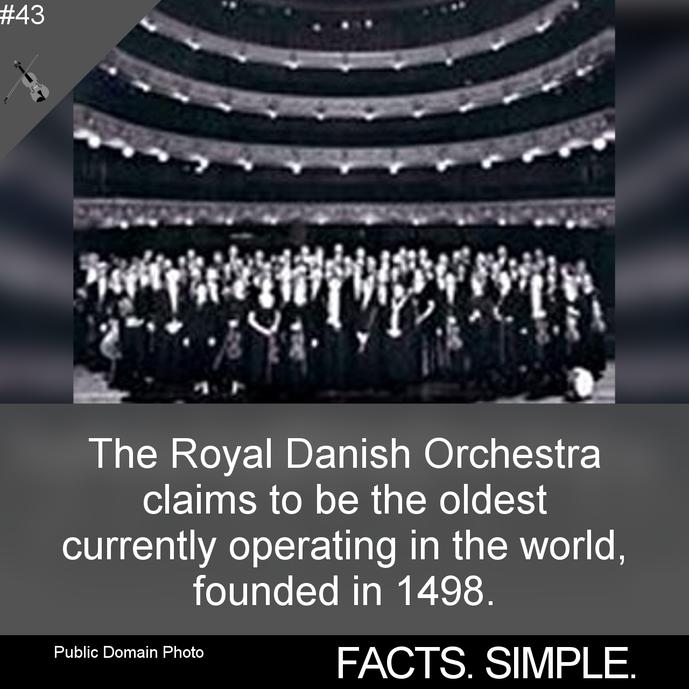 #43
The Royal Danish Orchestra
claims to be the oldest
currently operating in the world,
founded in 1498.
Public Domain Photo
FACTS. SIMPLE.